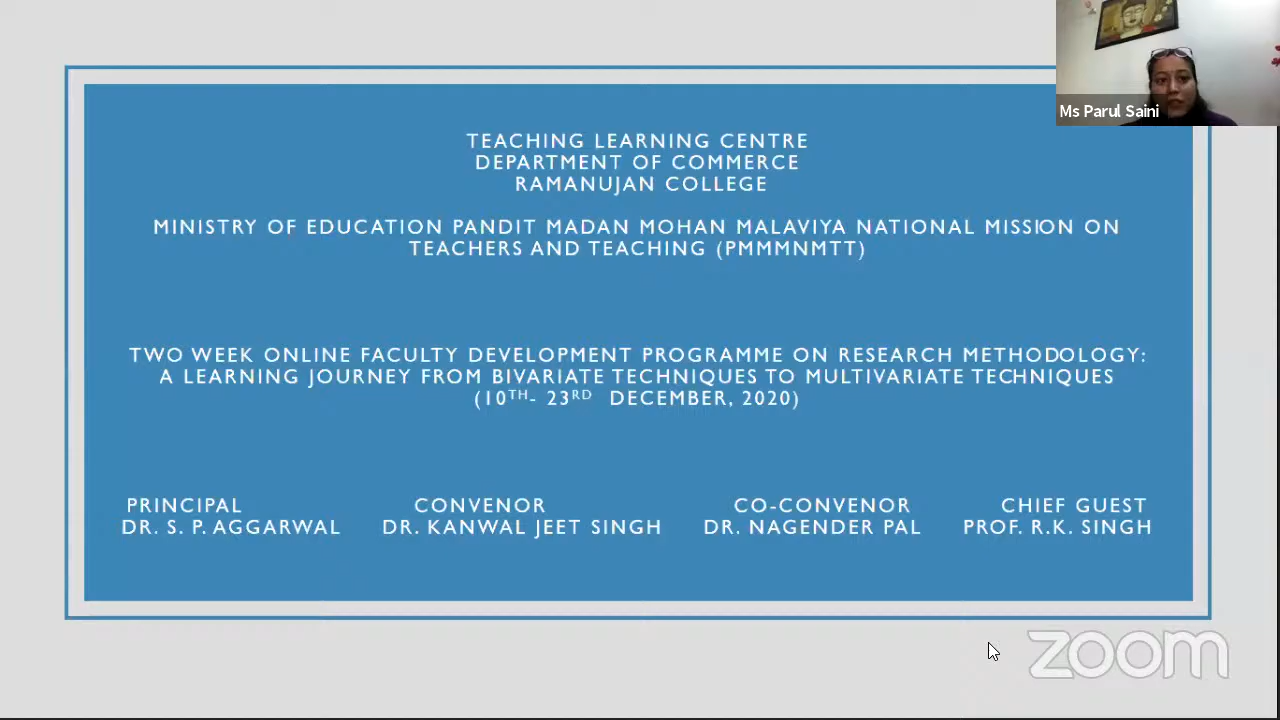 Ms Parul Saini
TEACHING LEARNING CENTRE
DEPARTMENT OF COMMERCE
RAMANUJAN COLLEGE
MINISTRY OF EDUCATION PANDIT MADAN MOHAN MALAVIYA NATIONAL MISSION ON
TEACHERS AND TEACHING (PMMMNMTT)
TWO WEEK ONLINE FACULTY DEVELOPMENT PROGRAMME ON RESEARCH METHODOLOGY:
A LEARNING JOURNEY FROM BIVARIATE TECHNIQUES TO MULTIVARIATE TECHNIQUES
(10TH- 23RD DECEMBER, 2020)
PRINCIPAL CONVENOR CO-CONVENOR CHIEF GUEST
DR. S. P. AGGARWAL DR. KANWAL JEET SINGH DR. NAGENDER PAL PROF. R.K. SINGH
zoom